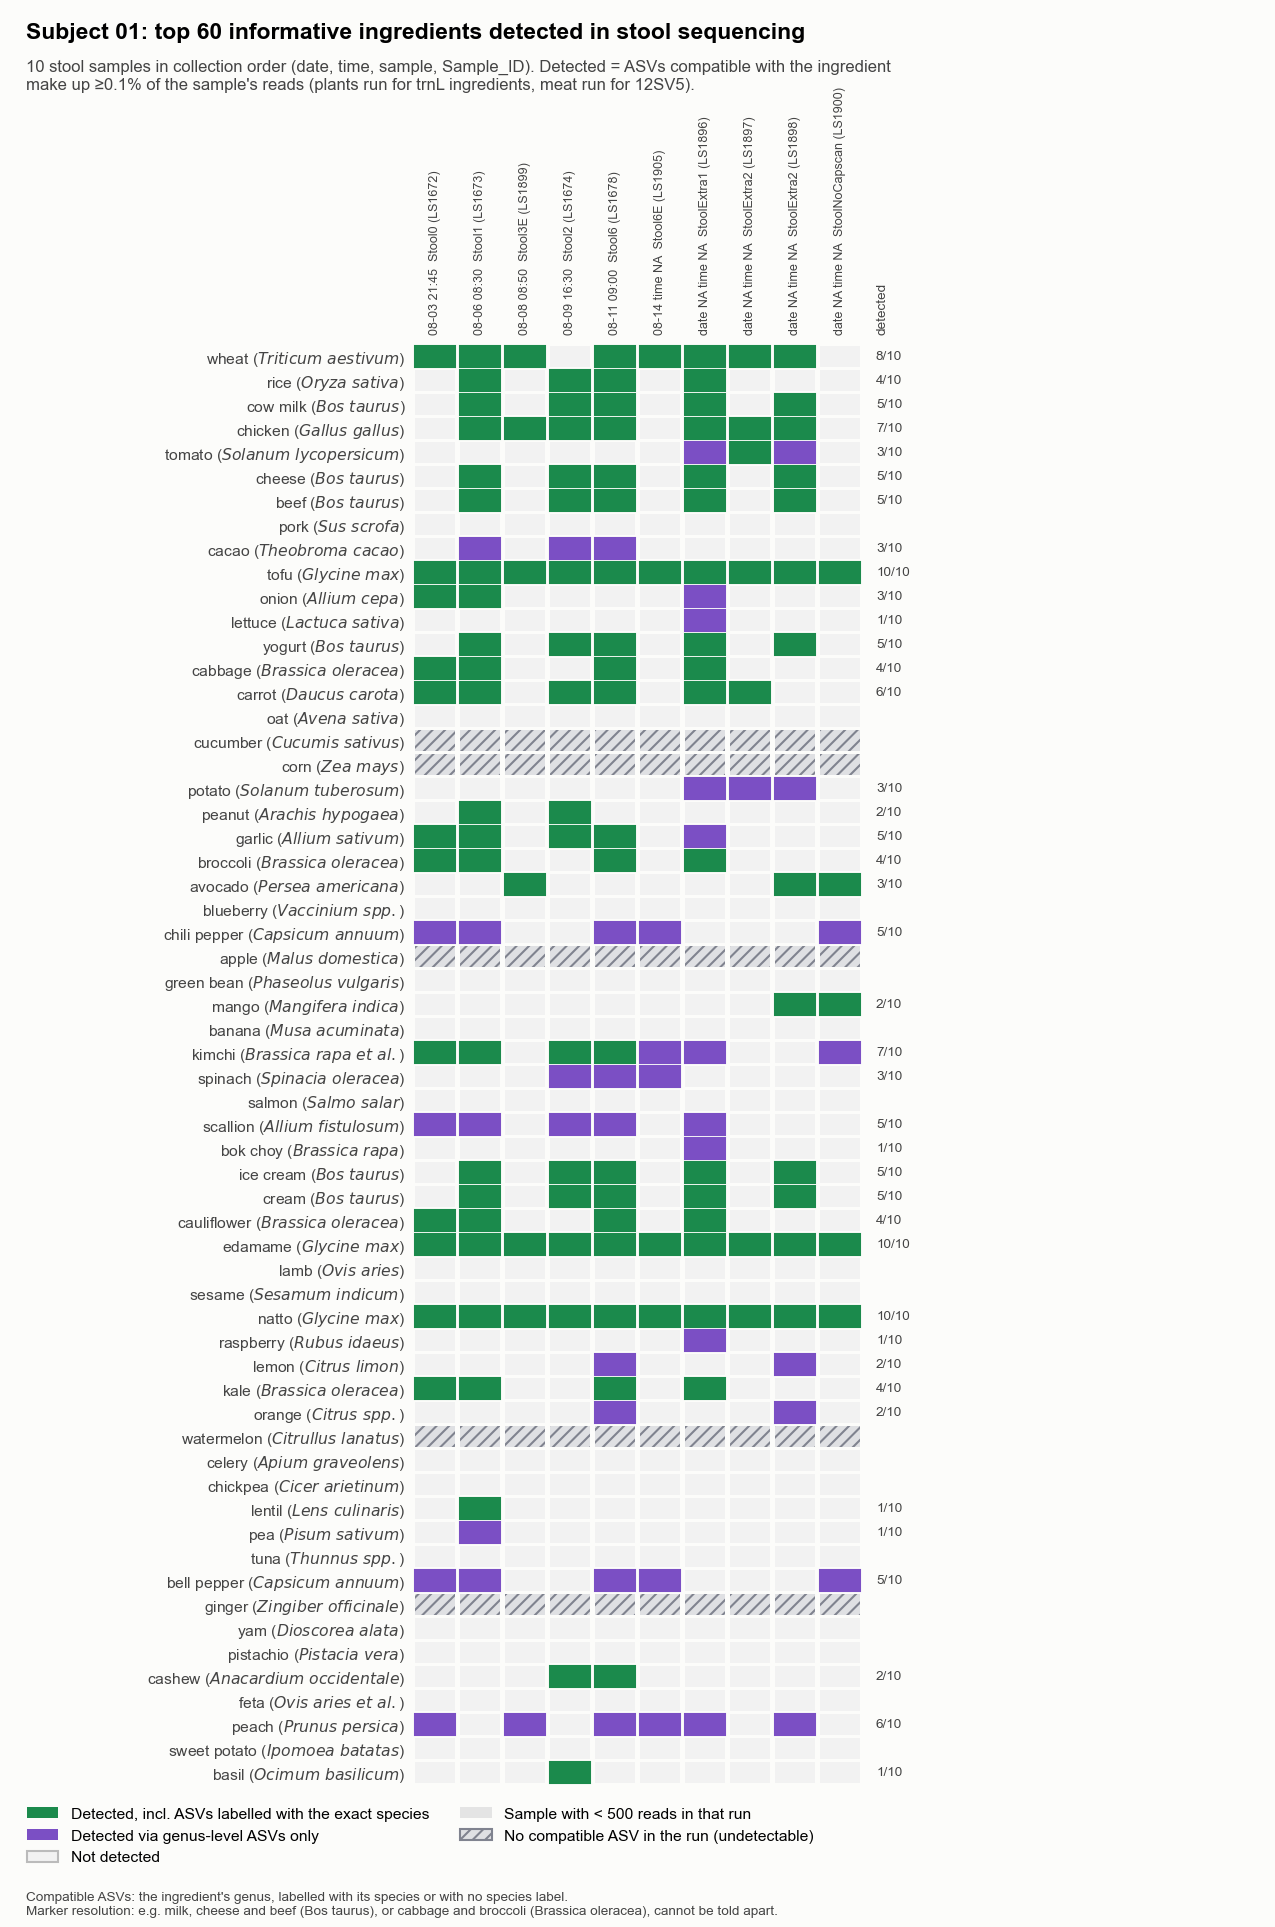 Subject 01: top 60 informative ingredients detected in stool sequencing
10 stool samples in collection order (date, time, sample, Sample_ID). Detected = ASVs compatible with the ingredient
make up ≥0.1% of the sample's reads (plants run for trnL ingredients, meat run for 12SV5).
08-03 21:45  Stool0 (LS1672)
08-06 08:30  Stool1 (LS1673)
08-08 08:50  Stool3E (LS1899)
08-09 16:30  Stool2 (LS1674)
08-11 09:00  Stool6 (LS1678)
08-14 time NA  Stool6E (LS1905)
date NA time NA  StoolExtra1 (LS1896)
date NA time NA  StoolExtra2 (LS1897)
date NA time NA  StoolExtra2 (LS1898)
date NA time NA  StoolNoCapscan (LS1900)
detected
wheat (Triticum aestivum) 8/10
rice (Oryza sativa) 4/10
cow milk (Bos taurus) 5/10
chicken (Gallus gallus) 7/10
tomato (Solanum lycopersicum) 3/10
cheese (Bos taurus) 5/10
beef (Bos taurus) 5/10
pork (Sus scrofa)
cacao (Theobroma cacao) 3/10
tofu (Glycine max) 10/10
onion (Allium cepa) 3/10
lettuce (Lactuca sativa) 1/10
yogurt (Bos taurus) 5/10
cabbage (Brassica oleracea) 4/10
carrot (Daucus carota) 6/10
oat (Avena sativa)
cucumber (Cucumis sativus)
corn (Zea mays)
potato (Solanum tuberosum) 3/10
peanut (Arachis hypogaea) 2/10
garlic (Allium sativum) 5/10
broccoli (Brassica oleracea) 4/10
avocado (Persea americana) 3/10
blueberry (Vaccinium spp. )
chili pepper (Capsicum annuum) 5/10
apple (Malus domestica)
green bean (Phaseolus vulgaris)
mango (Mangifera indica) 2/10
banana (Musa acuminata)
kimchi (Brassica rapa et al. ) 7/10
spinach (Spinacia oleracea) 3/10
salmon (Salmo salar)
scallion (Allium fistulosum) 5/10
bok choy (Brassica rapa) 1/10
ice cream (Bos taurus) 5/10
cream (Bos taurus) 5/10
cauliflower (Brassica oleracea) 4/10
edamame (Glycine max) 10/10
lamb (Ovis aries)
sesame (Sesamum indicum)
natto (Glycine max) 10/10
raspberry (Rubus idaeus) 1/10
lemon (Citrus limon) 2/10
kale (Brassica oleracea) 4/10
orange (Citrus spp. ) 2/10
watermelon (Citrullus lanatus)
celery (Apium graveolens)
chickpea (Cicer arietinum)
lentil (Lens culinaris) 1/10
pea (Pisum sativum) 1/10
tuna (Thunnus spp. )
bell pepper (Capsicum annuum) 5/10
ginger (Zingiber officinale)
yam (Dioscorea alata)
pistachio (Pistacia vera)
cashew (Anacardium occidentale) 2/10
feta (Ovis aries et al. )
peach (Prunus persica) 6/10
sweet potato (Ipomoea batatas)
basil (Ocimum basilicum) 1/10
Detected, incl. ASVs labelled with the exact species
Detected via genus-level ASVs only
Not detected
Sample with < 500 reads in that run
No compatible ASV in the run (undetectable)
Compatible ASVs: the ingredient's genus, labelled with its species or with no species label.
Marker resolution: e.g. milk, cheese and beef (Bos taurus), or cabbage and broccoli (Brassica oleracea), cannot be told apart.